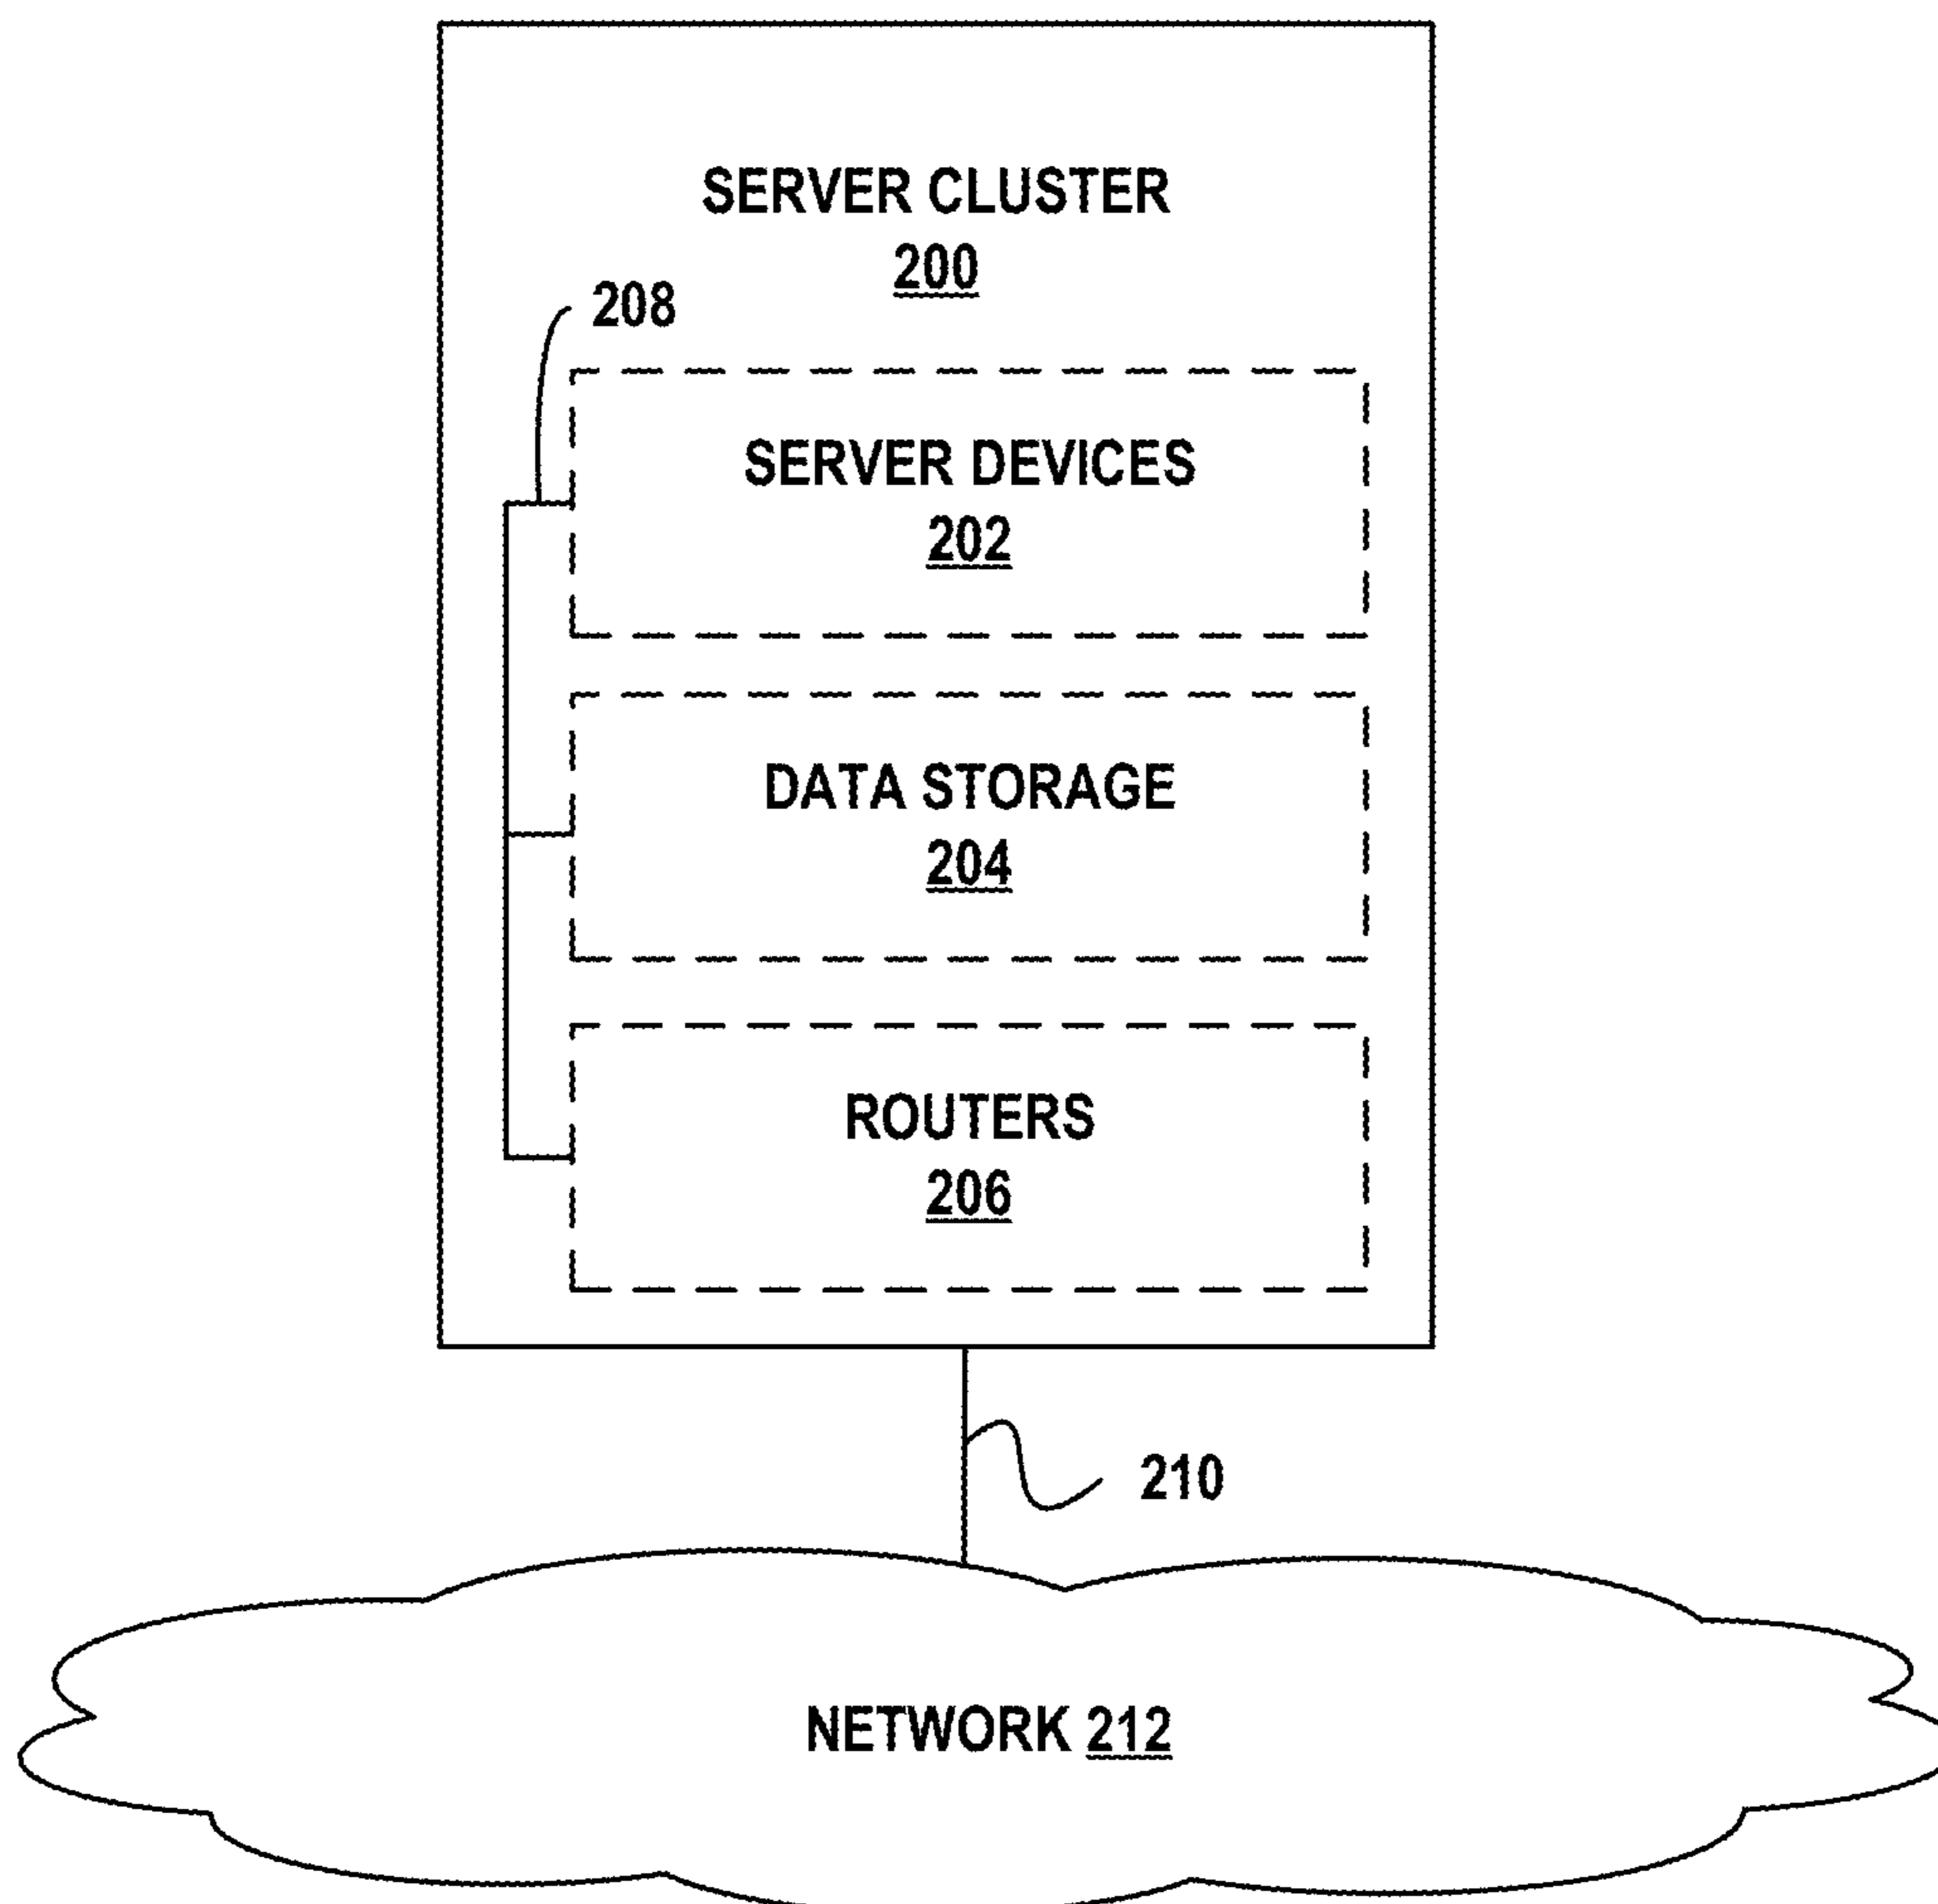 SERVER CLUSTER
200
208
SERVER DEVICES
202
DATA STORAGE
204
ROUTERS
206
210
NETWORK 212